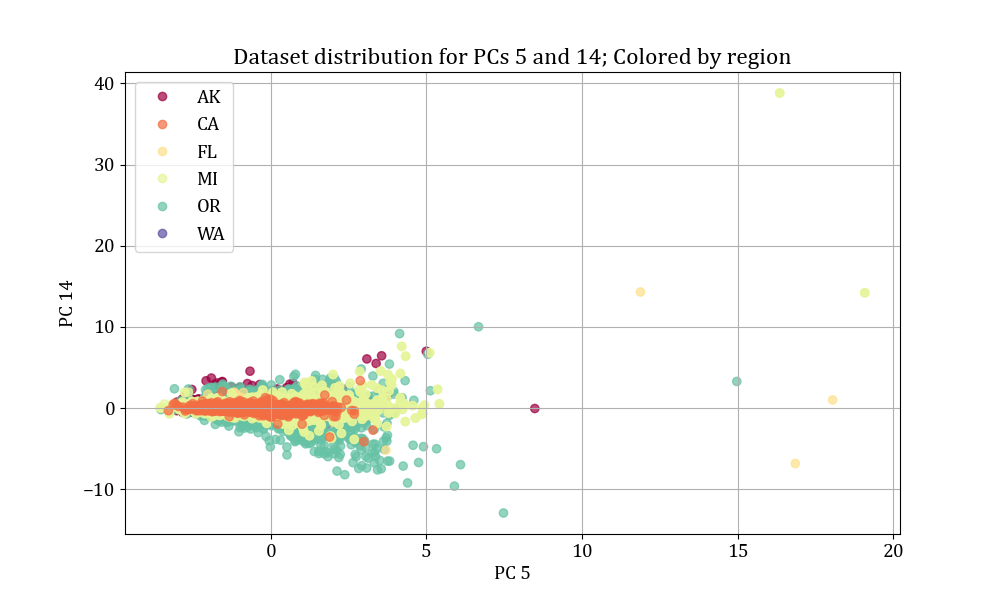 Dataset distribution for PCs 5 and 14; Colored by region
40
30
20
10
0
−10
PC 14
AK
CA
FL
MI
OR
WA
0
5
10
15
20
PC 5